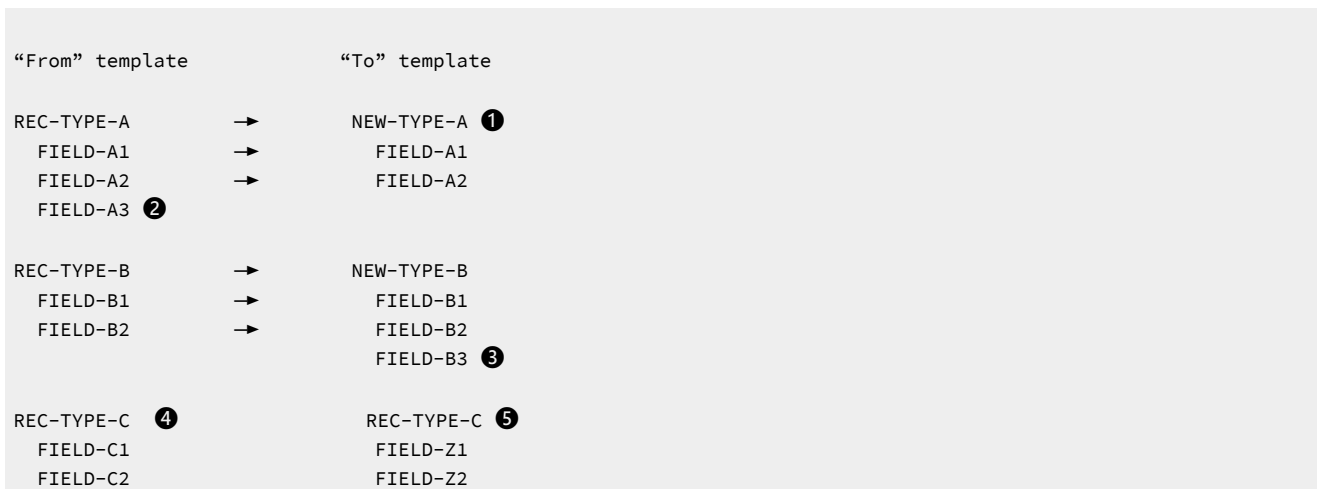 “From” template “To” template
REC-TYPE-A → NEW-TYPE-A ❶
FIELD-A1 → FIELD-A1
FIELD-A2 → FIELD-A2
FIELD-A3 ❷
REC-TYPE-B → NEW-TYPE-B
FIELD-B1 → FIELD-B1
FIELD-B2 → FIELD-B2
FIELD-B3 ❸
REC-TYPE-C ❹ REC-TYPE-C ❺
FIELD-C1 FIELD-Z1
FIELD-C2 FIELD-Z2